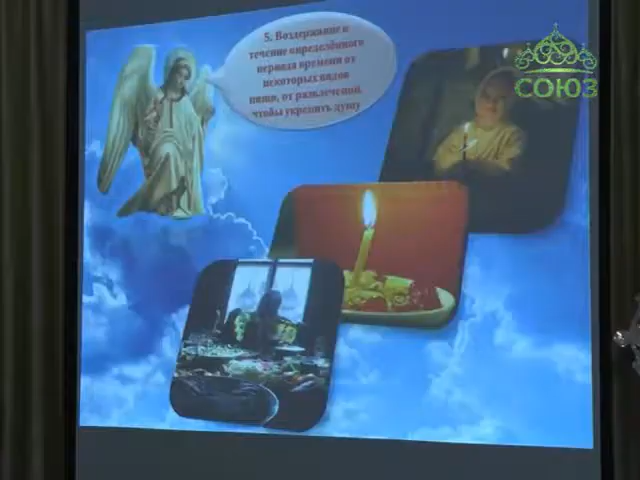 5. Воздержание в
течение определённого
периода времени от
некоторых видов
пищи, от развлечений,
чтобы укрепить душу
СОЮЗ